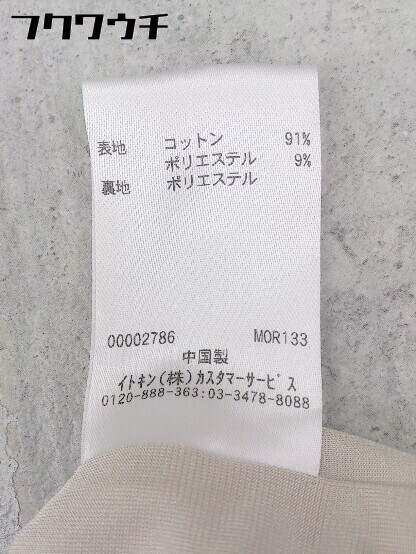 フクワウチ
表地 コットン 91%
ポリエステル 9%
裏地 ポリエステル
00002786 MOR133
中国製
イトキン(株)カスタマーサービス
0120-888-363:03-3478-8088